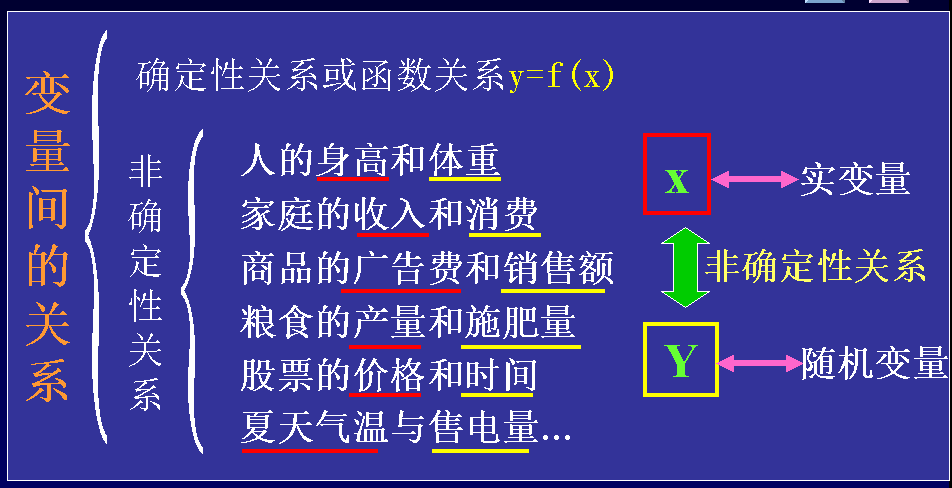 变量间的关系
确定性关系或函数关系y=f(x)
非确定性关系
人的身高和体重
家庭的收入和消费
商品的广告费和销售额
粮食的产量和施肥量
股票的价格和时间
夏天气温与售电量...
x
实变量
非确定性关系
Y
随机变量